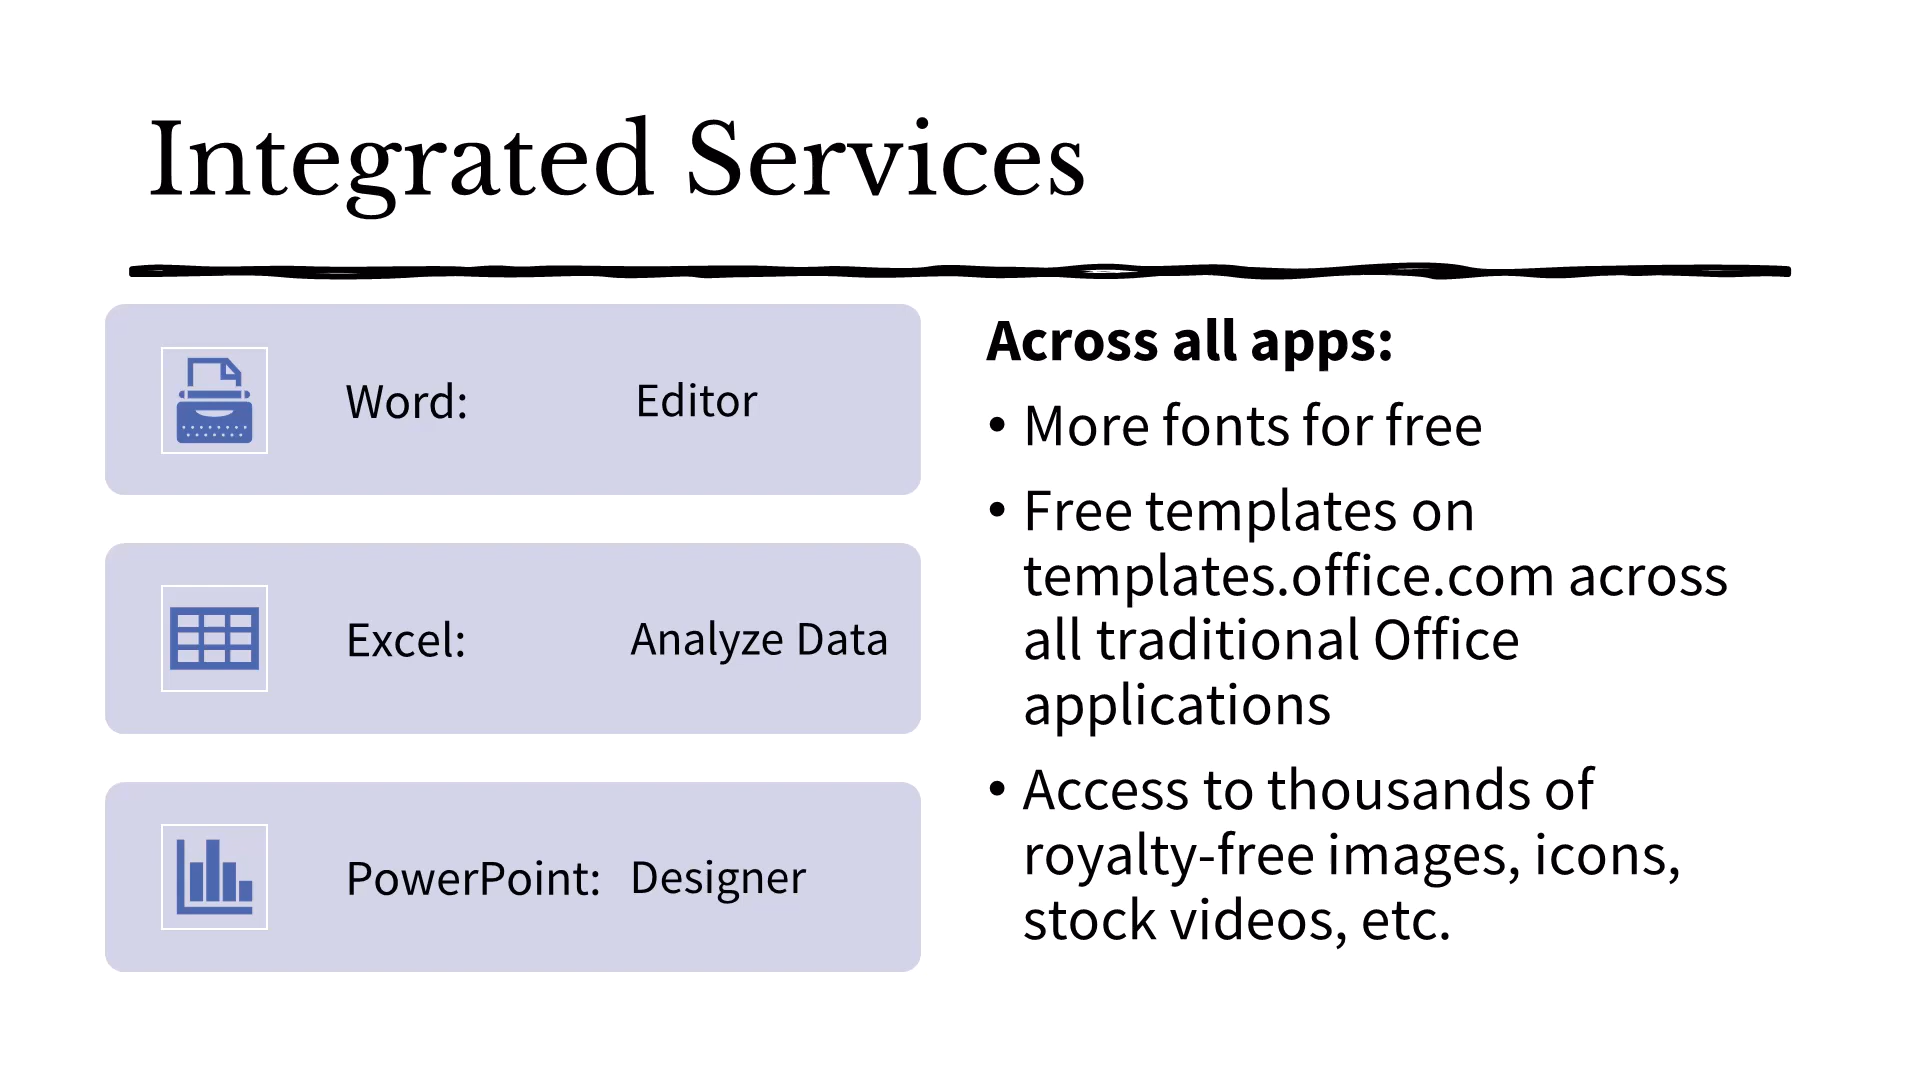 Integrated Services
Word: Editor
Excel: Analyze Data
PowerPoint: Designer
Across all apps:
• More fonts for free
• Free templates on
templates.office.com across
all traditional Office
applications
• Access to thousands of
royalty-free images, icons,
stock videos, etc.